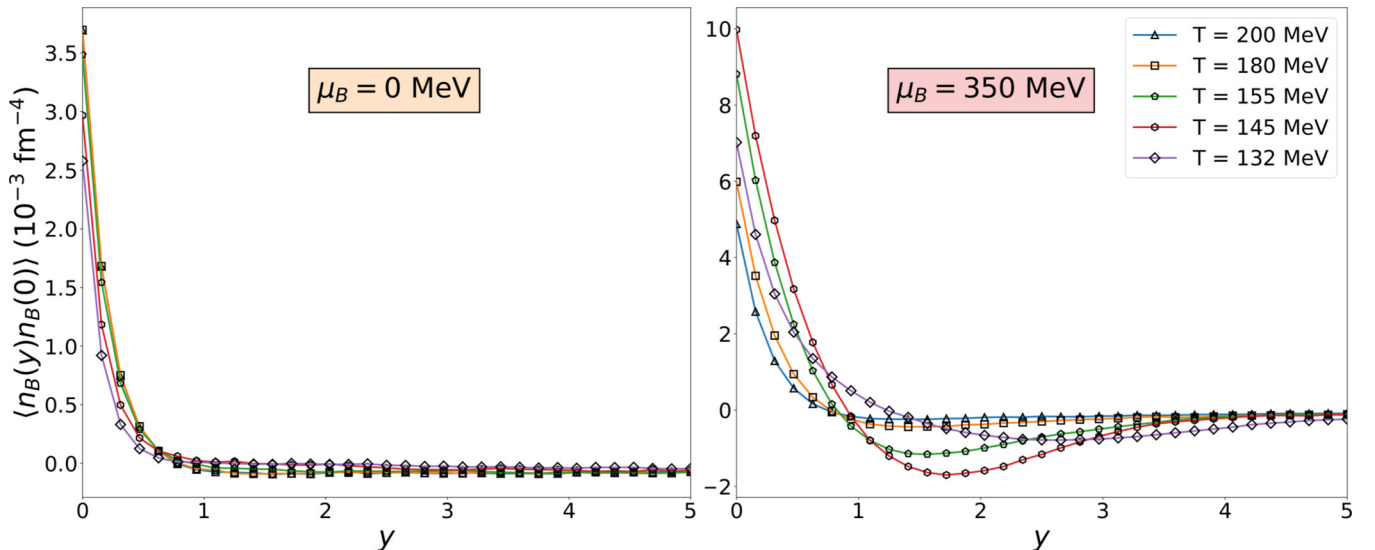 ⟨n_B(y)n_B(0)⟩ (10⁻³ fm⁻⁴)
3.5
3.0
2.5
2.0
1.5
1.0
0.5
0.0
μ_B = 0 MeV
0 1 2 3 4 5
y
10
8
6
4
2
0
−2
μ_B = 350 MeV
T = 200 MeV
T = 180 MeV
T = 155 MeV
T = 145 MeV
T = 132 MeV
0 1 2 3 4 5
y